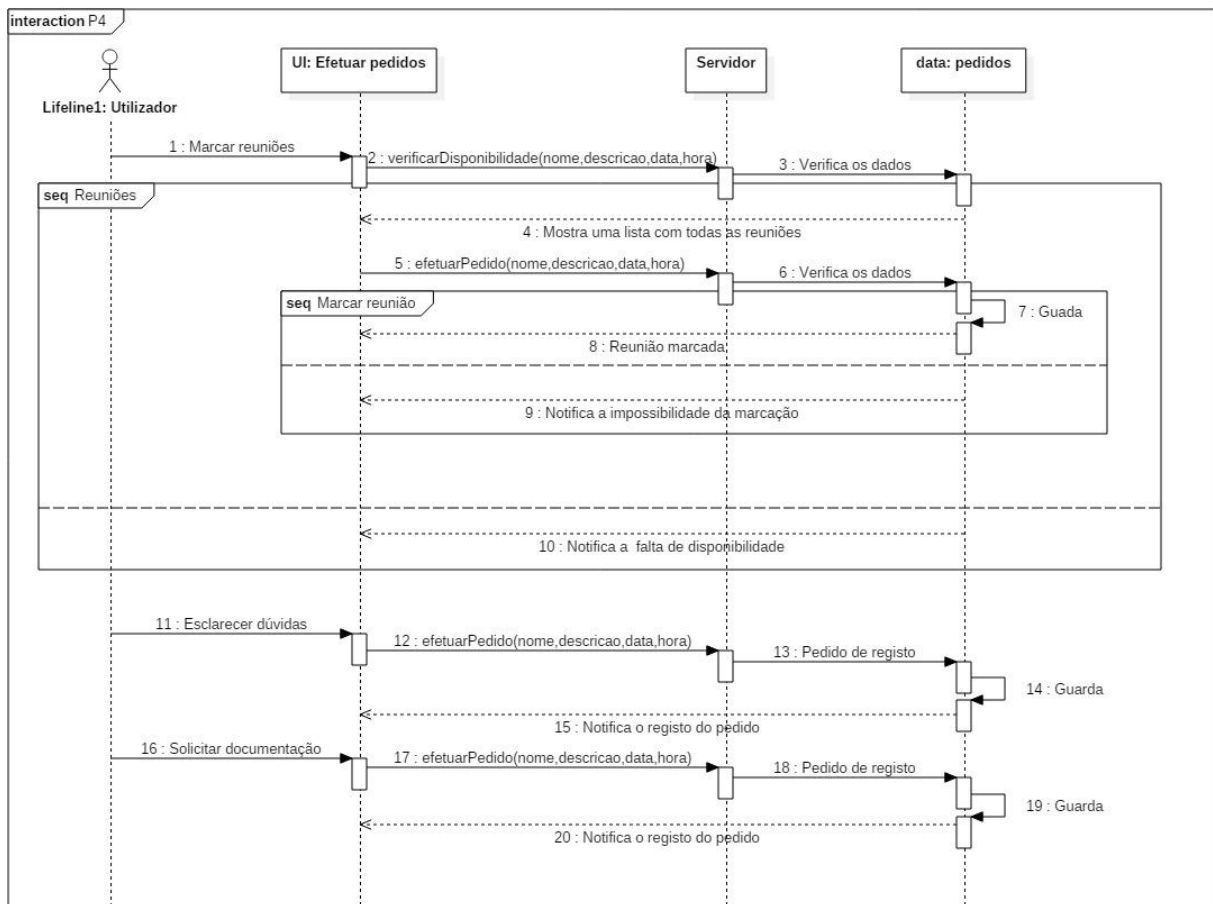 interaction P4
UI: Efetuar pedidos
Servidor
data: pedidos
Lifeline1: Utilizador
1 : Marcar reuniões
2 : verificarDisponibilidade(nome,descricao,data,hora)
3 : Verifica os dados
seq Reuniões
4 : Mostra uma lista com todas as reuniões
5 : efetuarPedido(nome,descricao,data,hora)
6 : Verifica os dados
seq Marcar reunião
7 : Guada
8 : Reunião marcada
9 : Notifica a impossibilidade da marcação
10 : Notifica a falta de disponibilidade
11 : Esclarecer dúvidas
12 : efetuarPedido(nome,descricao,data,hora)
13 : Pedido de registo
14 : Guarda
15 : Notifica o registo do pedido
16 : Solicitar documentação
17 : efetuarPedido(nome,descricao,data,hora)
18 : Pedido de registo
19 : Guarda
20 : Notifica o registo do pedido